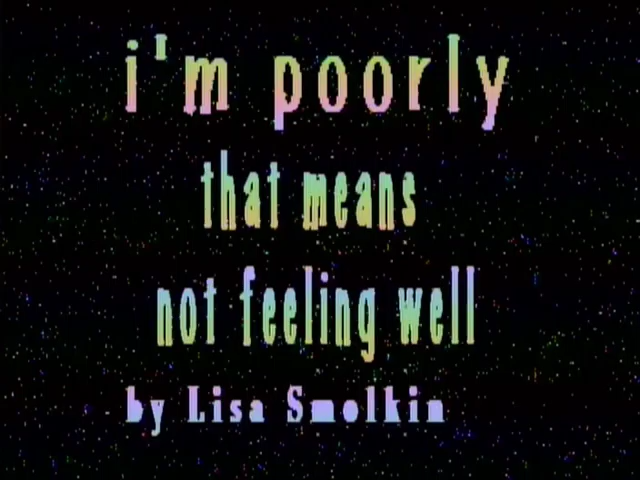 i'm poorly
that means
not feeling well
by Lisa Smolkin